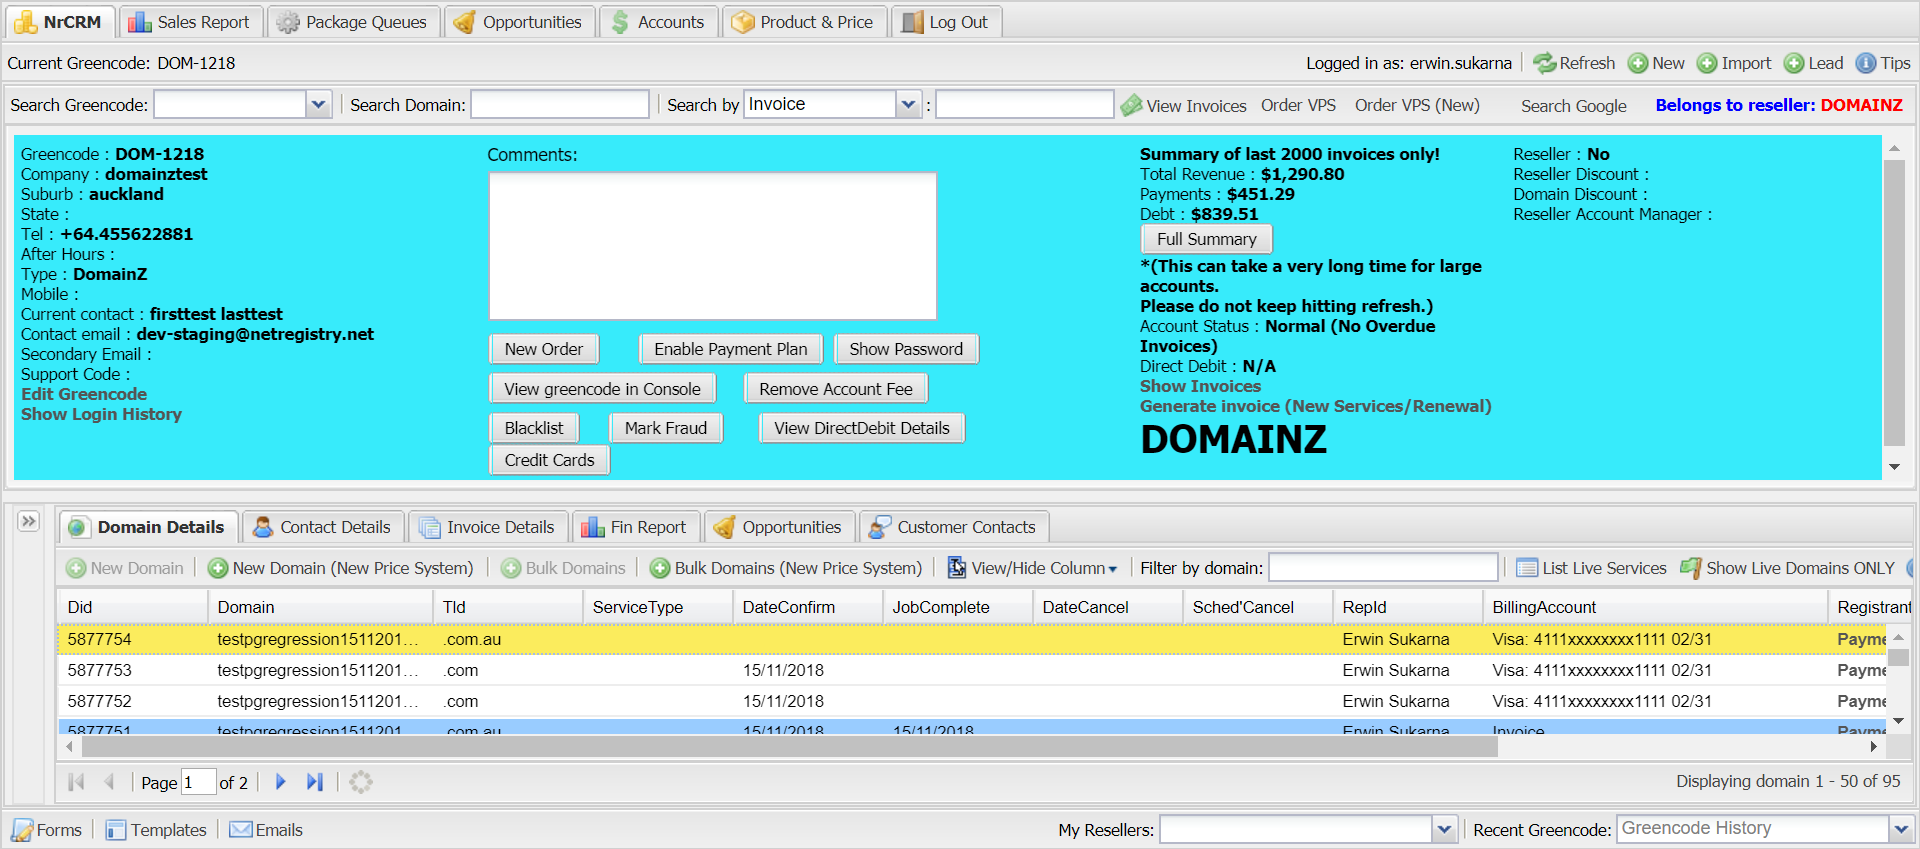 NrCRM Sales Report Package Queues Opportunities Accounts Product & Price Log Out
Current Greencode: DOM-1218 Logged in as: erwin.sukarna Refresh New Import Lead Tips
Search Greencode: Search Domain: Search by Invoice : View Invoices Order VPS Order VPS (New) Search Google Belongs to reseller: DOMAINZ
Greencode : DOM-1218
Company : domainztest
Suburb : auckland
State :
Tel : +64.455622881
After Hours :
Type : DomainZ
Mobile :
Current contact : firsttest lasttest
Contact email : dev-staging@netregistry.net
Secondary Email :
Support Code :
Edit Greencode
Show Login History
Comments:
New Order Enable Payment Plan Show Password
View greencode in Console Remove Account Fee
Blacklist Mark Fraud View DirectDebit Details
Credit Cards
Summary of last 2000 invoices only!
Total Revenue : $1,290.80
Payments : $451.29
Debt : $839.51
Full Summary
*(This can take a very long time for large
accounts.
Please do not keep hitting refresh.)
Account Status : Normal (No Overdue
Invoices)
Direct Debit : N/A
Show Invoices
Generate invoice (New Services/Renewal)
DOMAINZ
Reseller : No
Reseller Discount :
Domain Discount :
Reseller Account Manager :
Domain Details Contact Details Invoice Details Fin Report Opportunities Customer Contacts
New Domain New Domain (New Price System) Bulk Domains Bulk Domains (New Price System) View/Hide Column Filter by domain: List Live Services Show Live Domains ONLY
Did Domain Tld ServiceType DateConfirm JobComplete DateCancel Sched'Cancel RepId BillingAccount Registrant
5877754 testpgregression1511201... .com.au Erwin Sukarna Visa: 4111xxxxxxxx1111 02/31 Payme
5877753 testpgregression1511201... .com 15/11/2018 Erwin Sukarna Visa: 4111xxxxxxxx1111 02/31 Payme
5877752 testpgregression1511201... .com 15/11/2018 Erwin Sukarna Visa: 4111xxxxxxxx1111 02/31 Payme
5877751 testpgregression1511201... .com.au 15/11/2018 15/11/2018 Erwin Sukarna Invoice Payme
Page 1 of 2 Displaying domain 1 - 50 of 95
Forms Templates Emails My Resellers: Recent Greencode: Greencode History